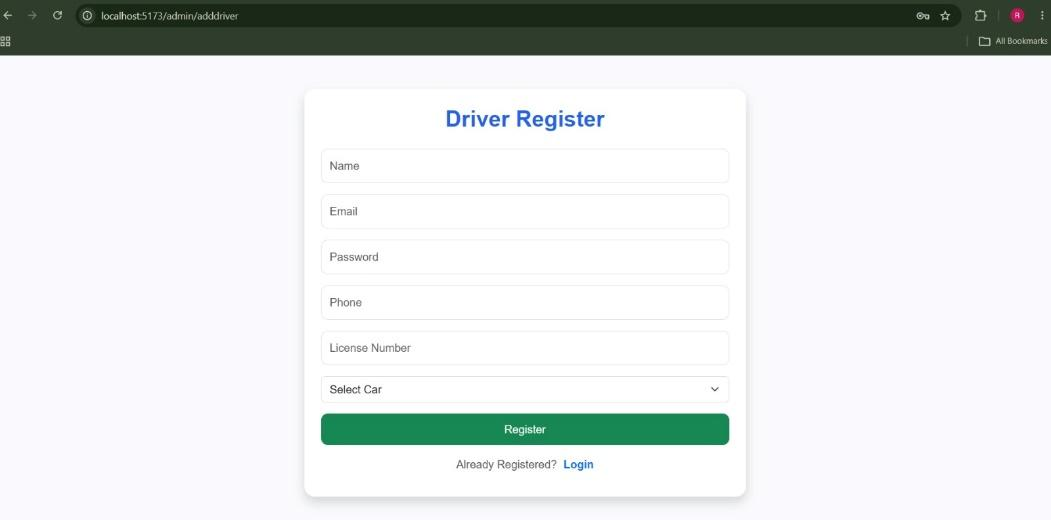 localhost:5173/admin/adddriver
R
All Bookmarks
Driver Register
Name
Email
Password
Phone
License Number
Select Car
Register
Already Registered? Login